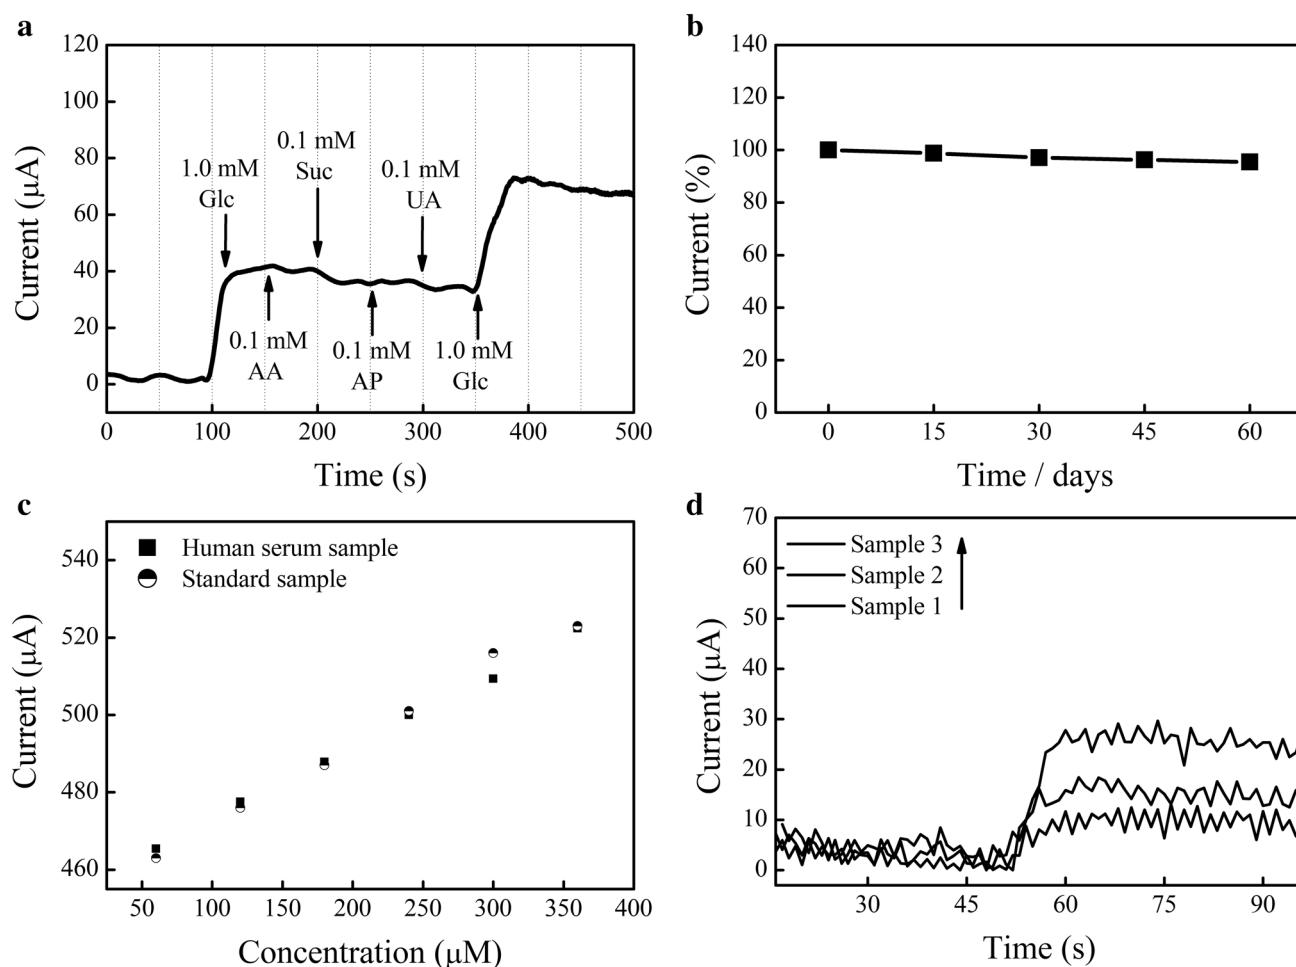 a
120
100
80
60
40
20
0
Current (μA)
1.0 mM
Glc
0.1 mM
Suc
0.1 mM
UA
0.1 mM
AA
0.1 mM
AP
1.0 mM
Glc
0
100
200
300
400
500
Time (s)
b
140
120
100
80
60
40
20
0
Current (%)
0
15
30
45
60
Time / days
c
540
520
500
480
460
Current (μA)
Human serum sample
Standard sample
50
100
150
200
250
300
350
400
Concentration (μM)
d
70
60
50
40
30
20
10
0
Current (μA)
Sample 3
Sample 2
Sample 1
30
45
60
75
90
Time (s)